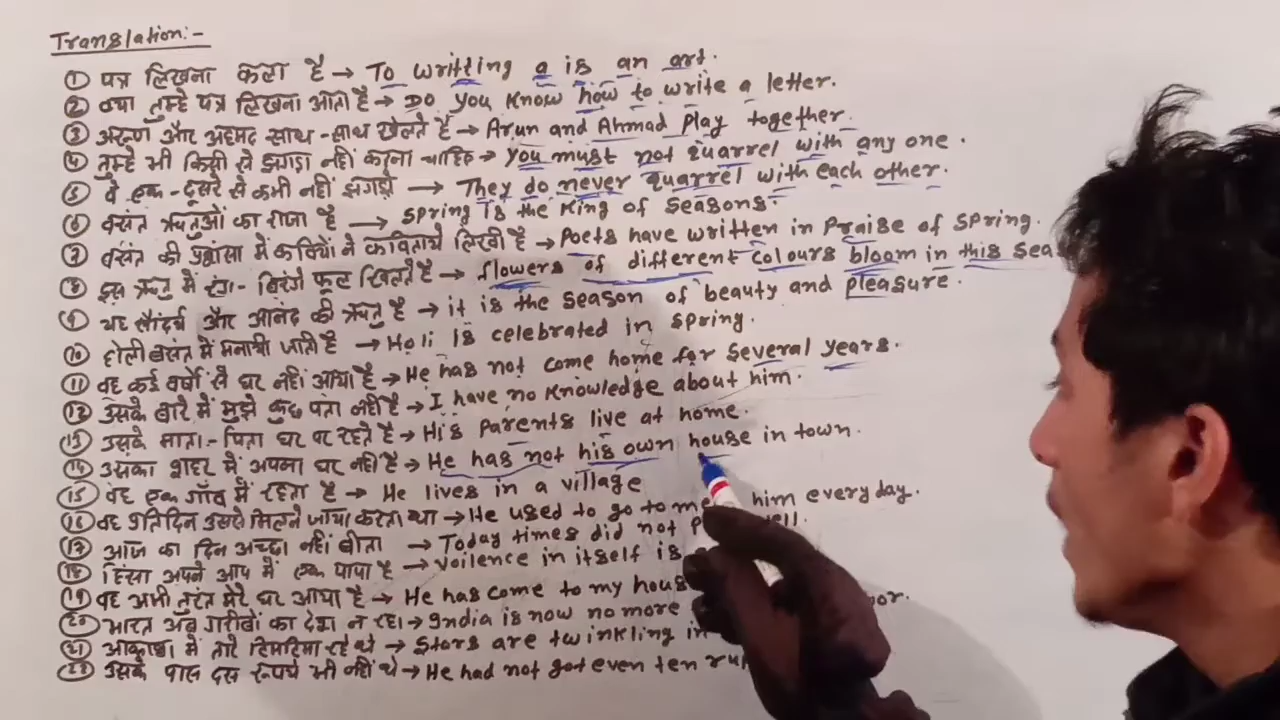 Translation:-
① पत्र लिखना कला है → To writting a is an art.
② क्या तुम्हे पत्र लिखना आता है → Do you know how to write a letter.
③ अरूण और अहमद साथ-साथ खेलते है → Arun and Ahmad play together.
④ तुम्हे भी किसी से झगड़ा नहीं करना चाहिए → you must not quarrel with any one.
⑤ वे एक-दूसरे से कभी नहीं झगड़ते → They do never quarrel with each other.
⑥ वसंत ऋतुओं का राजा है → Spring is the King of Seasons.
⑦ वसंत की प्रशंसा में कवियों ने कवितायें लिखी है → Poets have written in Praise of Spring.
⑧ इस ऋतु में रंग-बिरंगे फूल खिलते है → flowers of different colours bloom in this Sea
⑨ यह सौंदर्य और आनंद की ऋतु है → it is the season of beauty and pleasure.
⑩ होली बसंत में मनायी जाती है → Holi is celebrated in spring.
⑪ वह कई वर्षो से घर नहीं आया है → He has not come home for several years.
⑫ उसके बारे में मुझे कुछ पता नहीं है → I have no knowledge about him.
⑬ उसके माता-पिता घर पर रहते है → His parents live at home.
⑭ उसका शहर में अपना घर नहीं है → He has not his own house in town.
⑮ वह एक गाँव में रहता है → He lives in a village
⑯ वह प्रतिदिन उससे मिलने जाया करता था → He used to go to me him every day.
⑰ आज का दिन अच्छा नहीं बीता → Today times did not p ell.
⑱ हिंसा अपने आप में एक पापा है → voilence in itself is
⑲ वह अभी तुरंत मेरे घर आया है → He has come to my hous
⑳ भारत अब गरीबों का देश न रहा → India is now no more oor.
㉑ आकाश में तारे टिमटिमा रहे थे → Stars are twinkling in
㉒ उसके पास दस रूपये भी नहीं थे → He had not got even ten ru